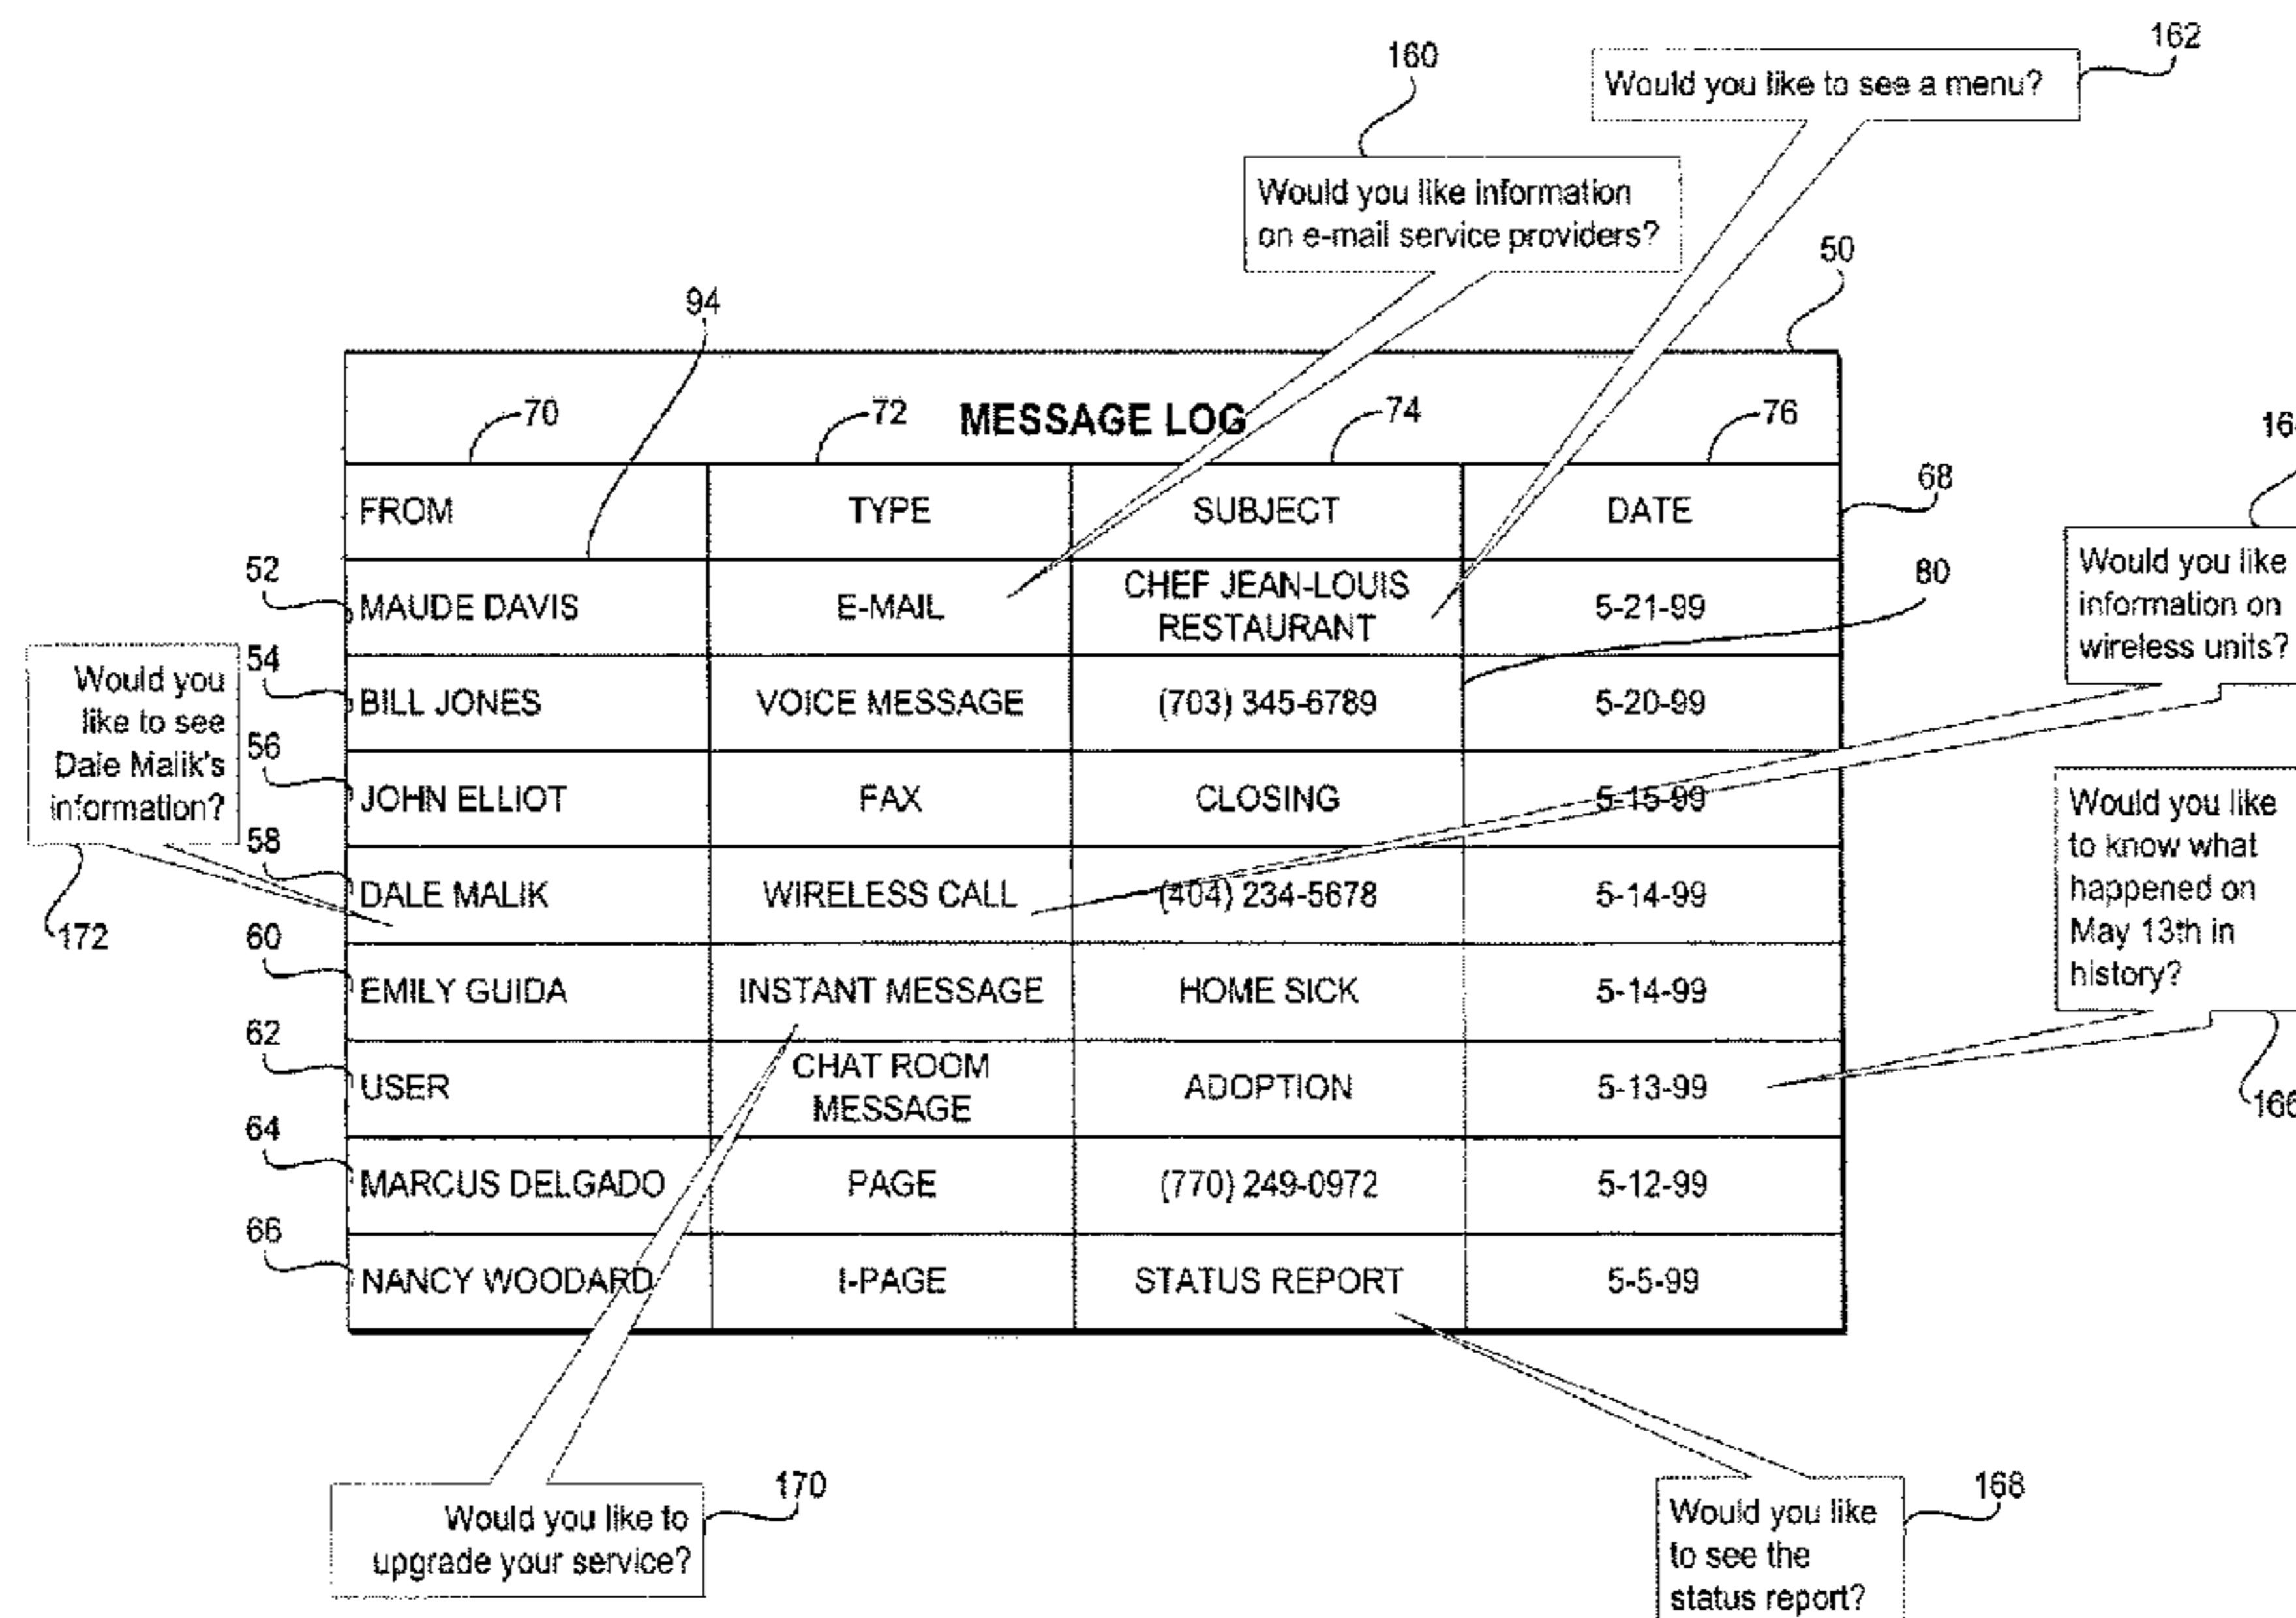 160
162
Would you like to see a menu?
Would you like information
on e-mail service providers?
50
94
70
72
MESSAGE LOG
74
76
68
FROM TYPE SUBJECT DATE
52
MAUDE DAVIS E-MAIL CHEF JEAN-LOUIS
RESTAURANT 5-21-99
80
Would you like
information on
wireless units?
54
BILL JONES VOICE MESSAGE (703) 345-6789 5-20-99
Would you
like to see
Dale Malik's
information?
172
56
JOHN ELLIOT FAX CLOSING 5-15-99
58
DALE MALIK WIRELESS CALL (404) 234-5678 5-14-99
Would you like
to know what
happened on
May 13th in
history?
166
60
EMILY GUIDA INSTANT MESSAGE HOME SICK 5-14-99
62
USER CHAT ROOM
MESSAGE ADOPTION 5-13-99
64
MARCUS DELGADO PAGE (770) 249-0972 5-12-99
66
NANCY WOODARD I-PAGE STATUS REPORT 5-5-99
170
Would you like to
upgrade your service?
168
Would you like
to see the
status report?